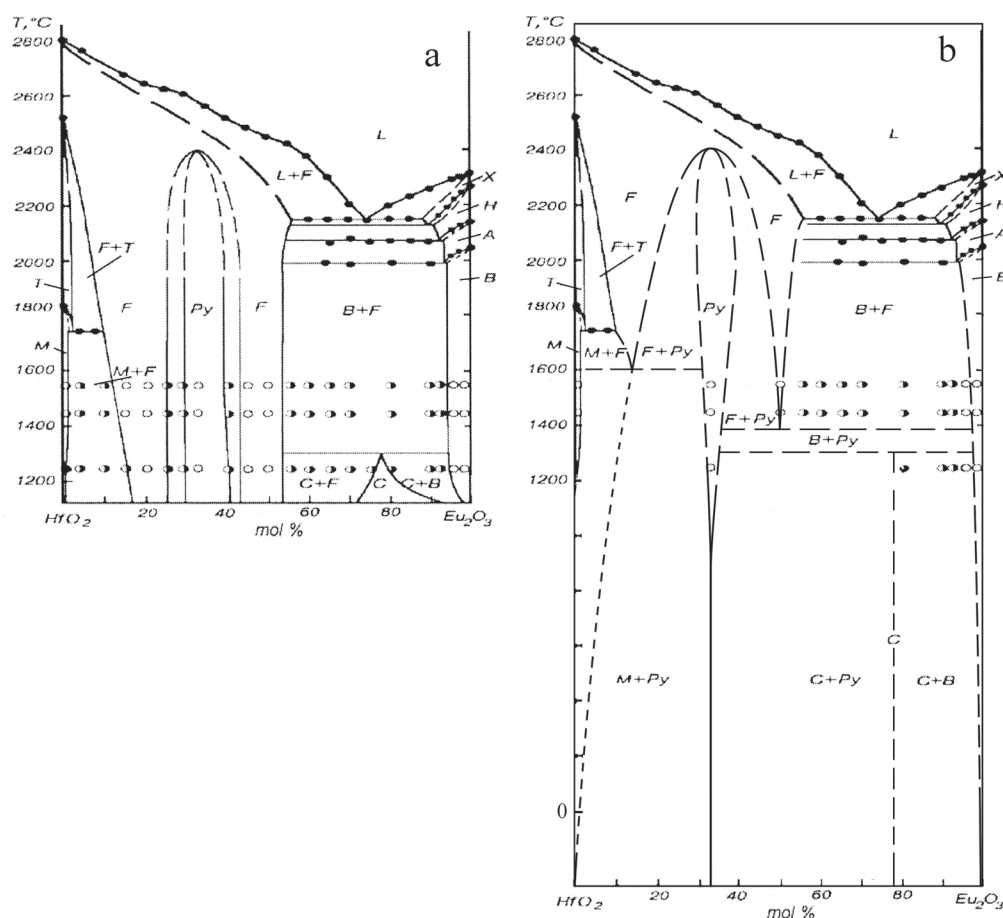 T,°C
2800
2600
2400
2200
2000
1800
1600
1400
1200
a
L
L+F
X
H
A
B
F+T
T
F
Py
F
B+F
M
M+F
C+F
C
C+B
HfO2
20
40
60
80
Eu2O3
mol %
T,°C
2800
2600
2400
2200
2000
1800
1600
1400
1200
0
b
L
L+F
X
H
A
B
F
F
F+T
T
Py
B+F
M
M+F
F+Py
F+Py
B+Py
C
M+Py
C+Py
C+B
HfO2
20
40
60
80
Eu2O3
mol %